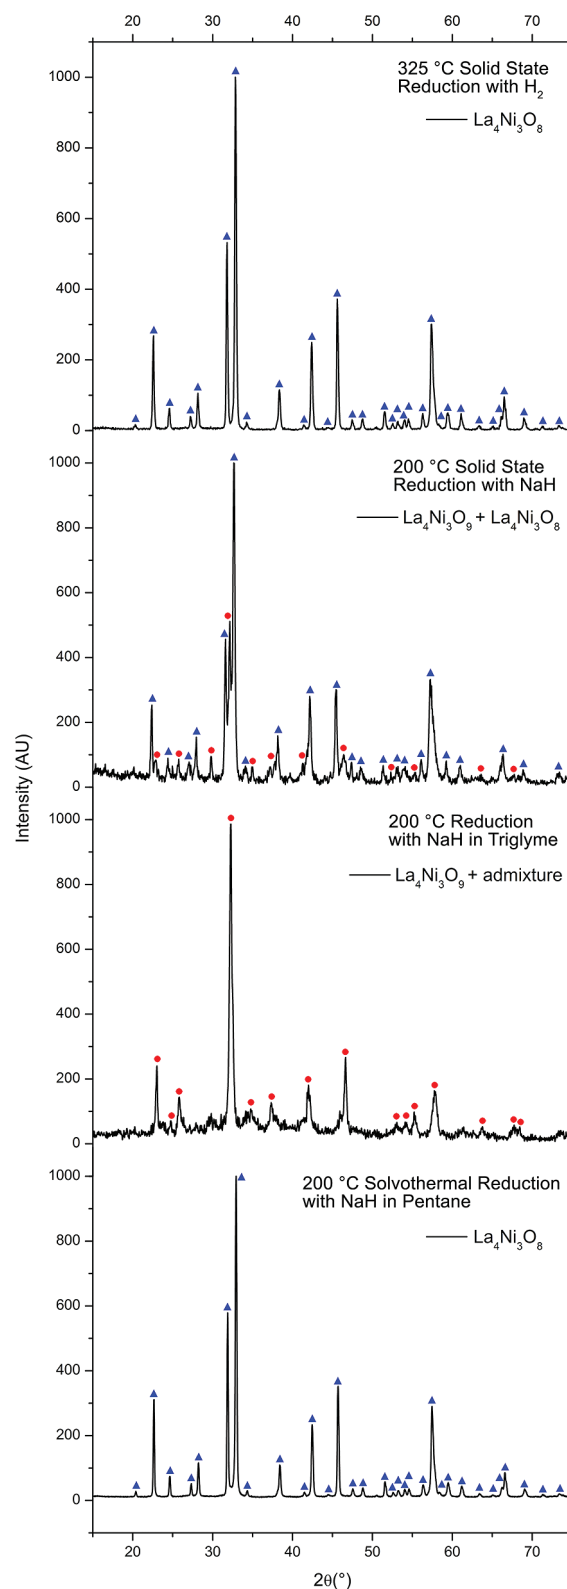 20 30 40 50 60 70
325 °C Solid State
Reduction with H₂
La₄Ni₃O₈
1000
800
600
400
200
0
200 °C Solid State
Reduction with NaH
La₄Ni₃O₉ + La₄Ni₃O₈
1000
800
600
400
200
0
Intensity (AU)
200 °C Reduction
with NaH in Triglyme
La₄Ni₃O₉ + admixture
1000
800
600
400
200
0
200 °C Solvothermal Reduction
with NaH in Pentane
La₄Ni₃O₈
1000
800
600
400
200
0
20 30 40 50 60 70
2θ(°)